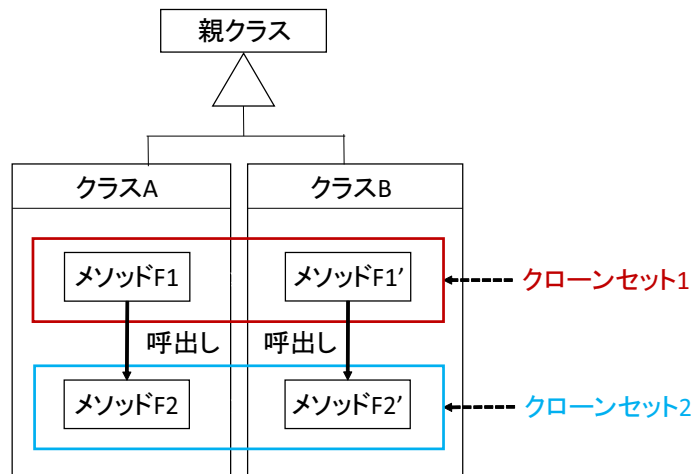 親クラス
クラスA
クラスB
メソッドF1
メソッドF1’
クローンセット1
呼出し
呼出し
メソッドF2
メソッドF2’
クローンセット2